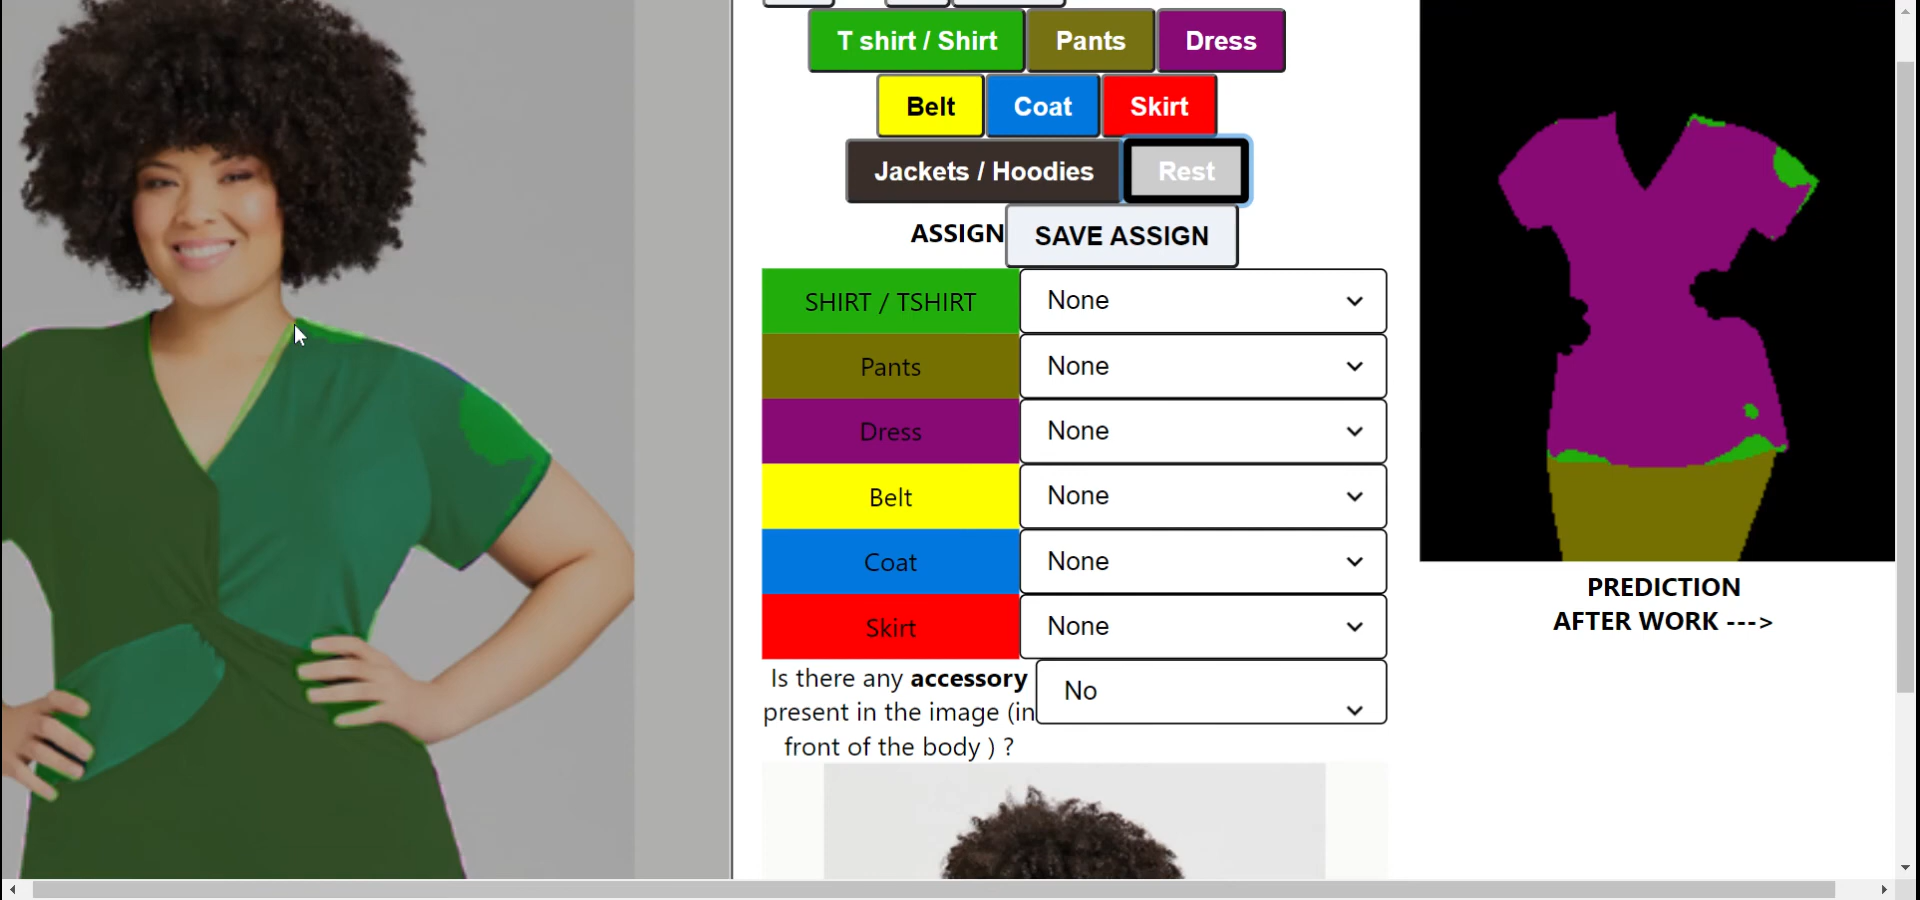 T shirt / Shirt
Pants
Dress
Belt
Coat
Skirt
Jackets / Hoodies
Rest
ASSIGN
SAVE ASSIGN
SHIRT / TSHIRT
None
Pants
None
Dress
None
Belt
None
Coat
None
Skirt
None
Is there any accessory
present in the image (in
front of the body ) ?
No
PREDICTION
AFTER WORK --->